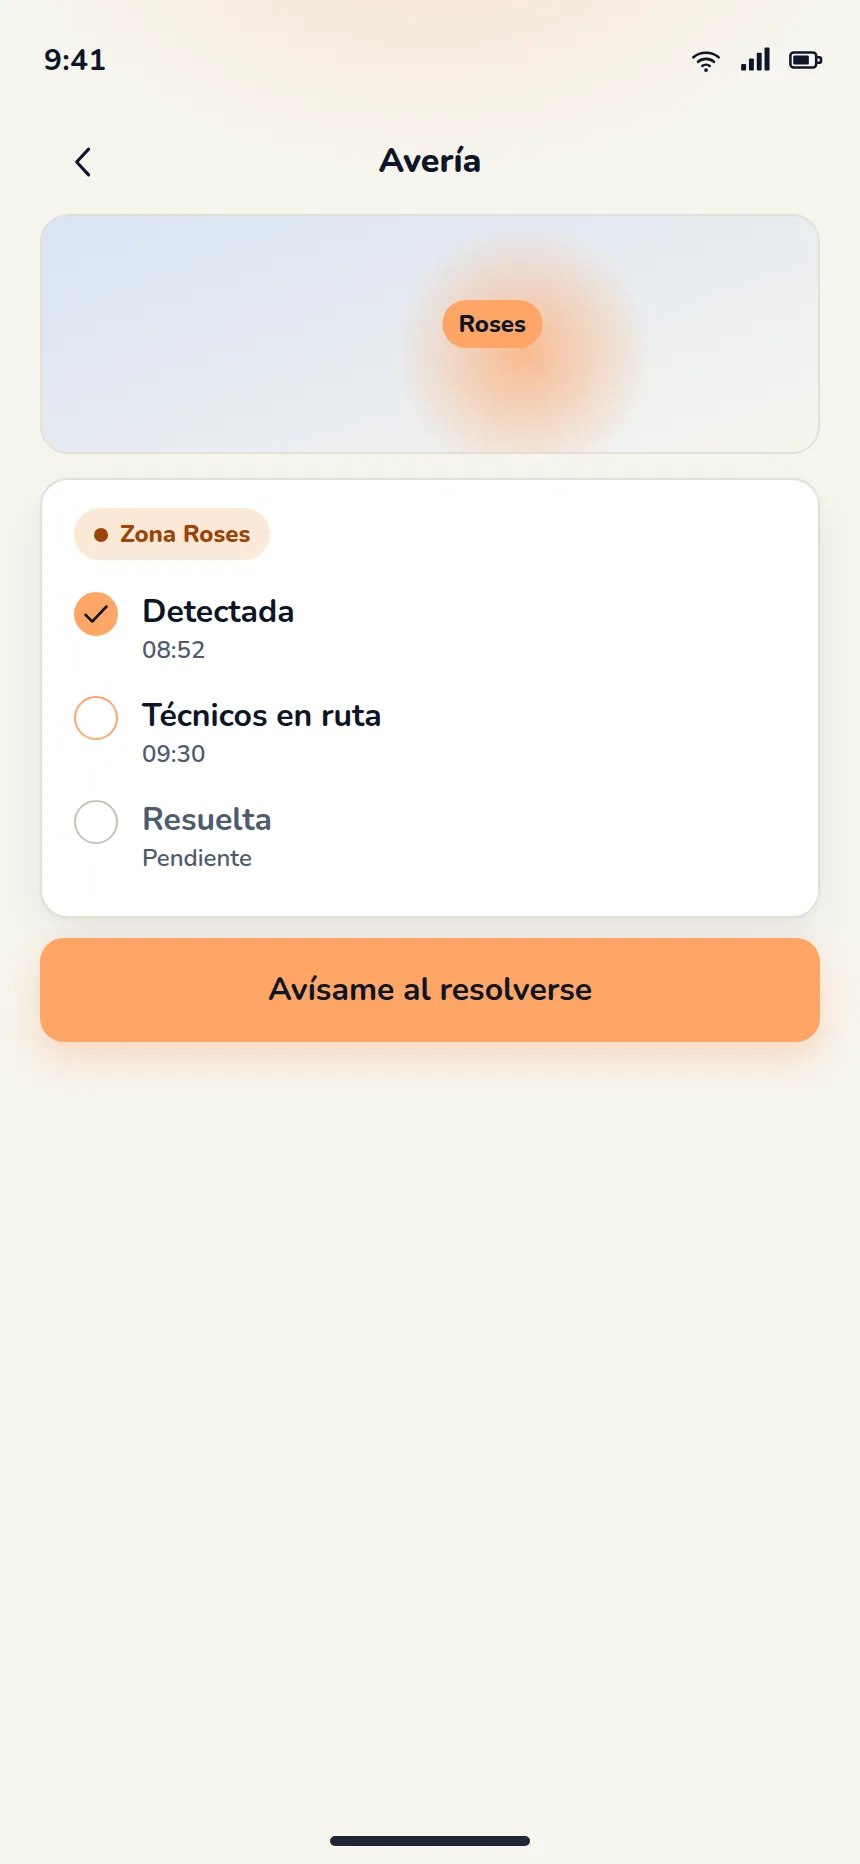 9:41
Avería
Roses
Zona Roses
Detectada
08:52
Técnicos en ruta
09:30
Resuelta
Pendiente
Avísame al resolverse